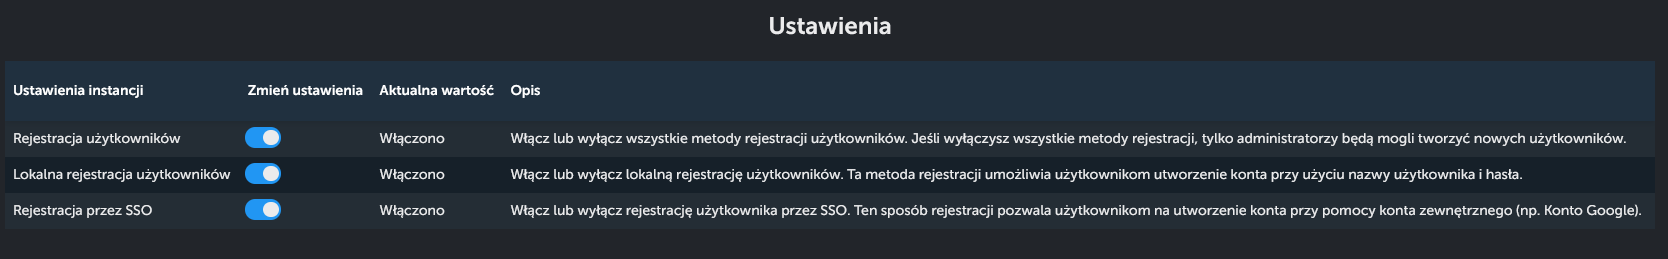 Ustawienia
Ustawienia instancji Zmień ustawienia Aktualna wartość Opis
Rejestracja użytkowników Włączono Włącz lub wyłącz wszystkie metody rejestracji użytkowników. Jeśli wyłączysz wszystkie metody rejestracji, tylko administratorzy będą mogli tworzyć nowych użytkowników.
Lokalna rejestracja użytkowników Włączono Włącz lub wyłącz lokalną rejestrację użytkowników. Ta metoda rejestracji umożliwia użytkownikom utworzenie konta przy użyciu nazwy użytkownika i hasła.
Rejestracja przez SSO Włączono Włącz lub wyłącz rejestrację użytkownika przez SSO. Ten sposób rejestracji pozwala użytkownikom na utworzenie konta przy pomocy konta zewnętrznego (np. Konto Google).